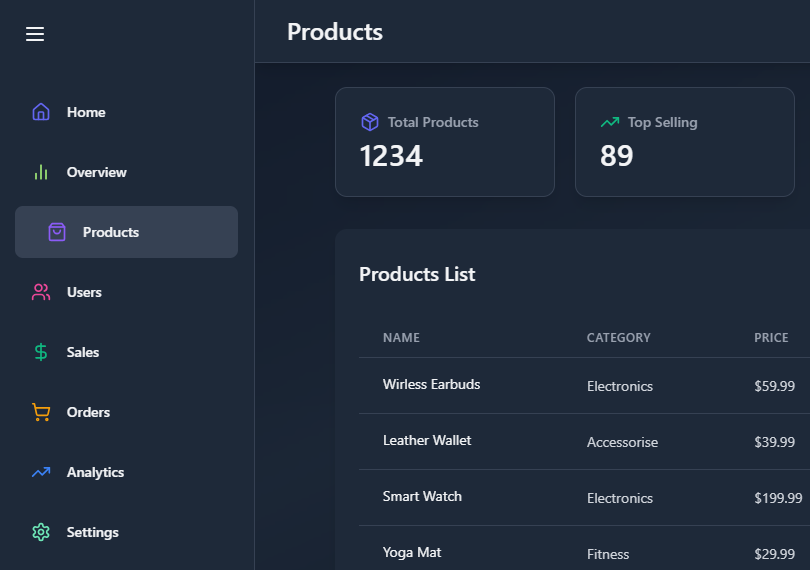 Products
Home
Overview
Products
Users
Sales
Orders
Analytics
Settings
Total Products
1234
Top Selling
89
Products List
NAME CATEGORY PRICE
Wirless Earbuds Electronics $59.99
Leather Wallet Accessorise $39.99
Smart Watch Electronics $199.99
Yoga Mat Fitness $29.99